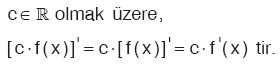 c∈ℝ olmak üzere,
[c·f(x)]'=c·[f(x)]'=c·f'(x) tir.